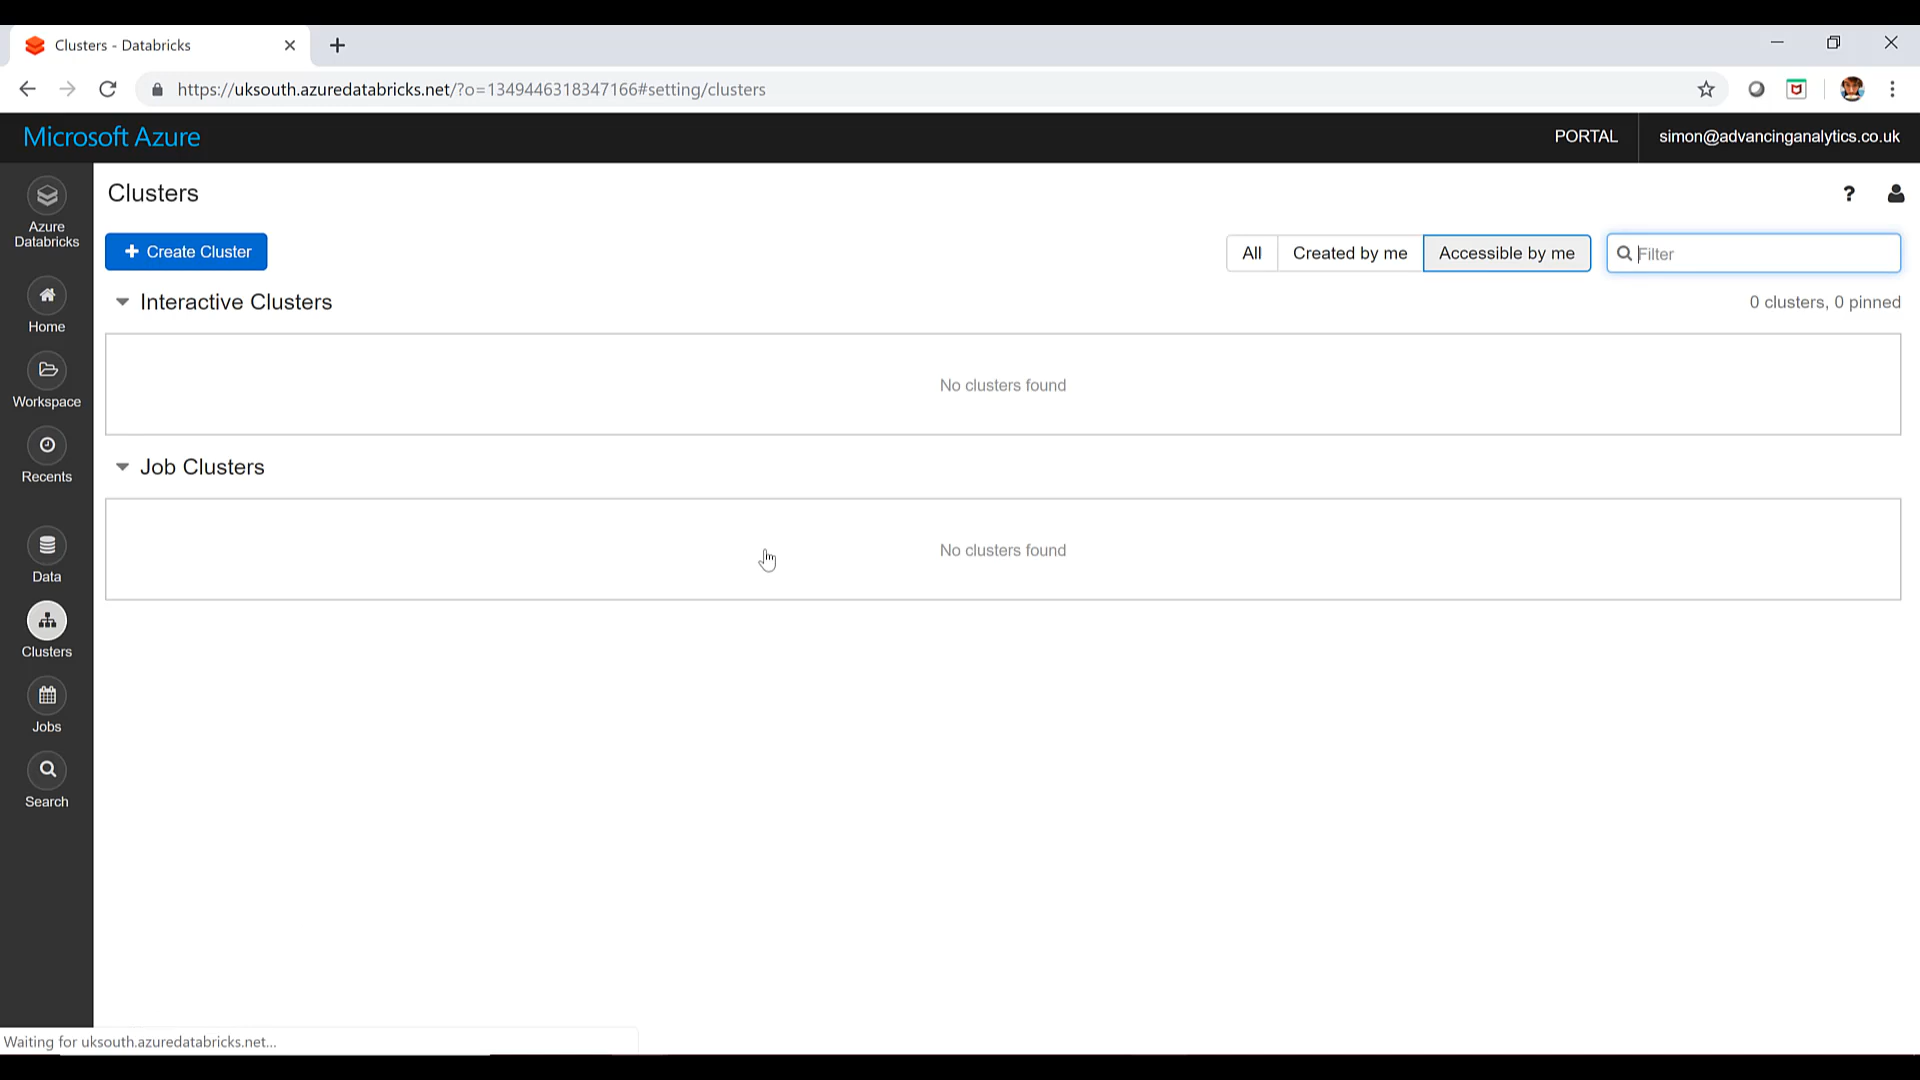 Clusters - Databricks
https://uksouth.azuredatabricks.net/?o=1349446318347166#setting/clusters
Microsoft Azure
PORTAL
simon@advancinganalytics.co.uk
Azure
Databricks
Home
Workspace
Recents
Data
Clusters
Jobs
Search
Clusters
?
+ Create Cluster
All
Created by me
Accessible by me
Filter
Interactive Clusters
0 clusters, 0 pinned
No clusters found
Job Clusters
No clusters found
Waiting for uksouth.azuredatabricks.net...